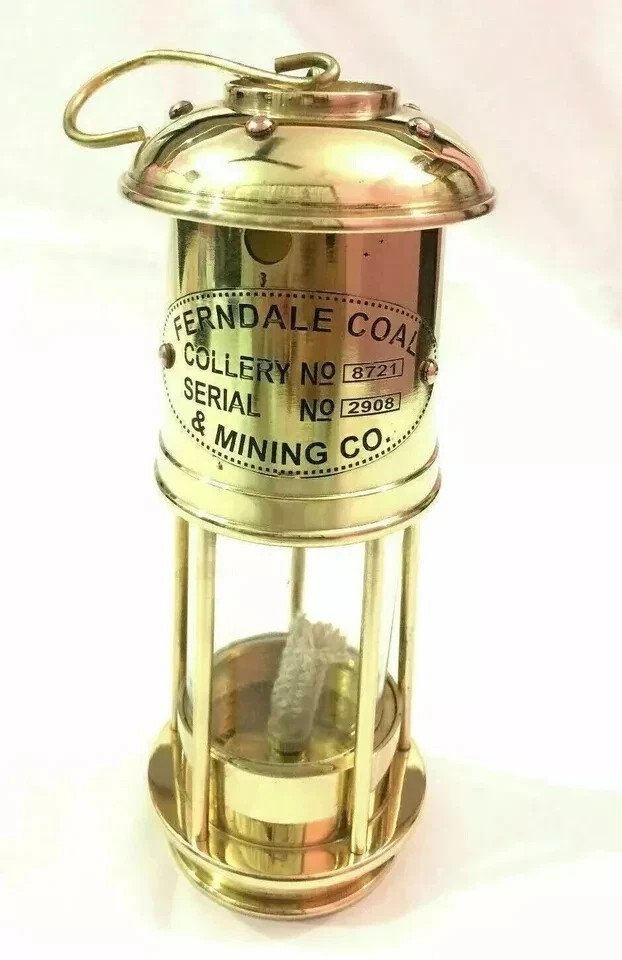 FERNDALE COAL
COLLERY NO 8721
SERIAL NO 2908
& MINING CO.